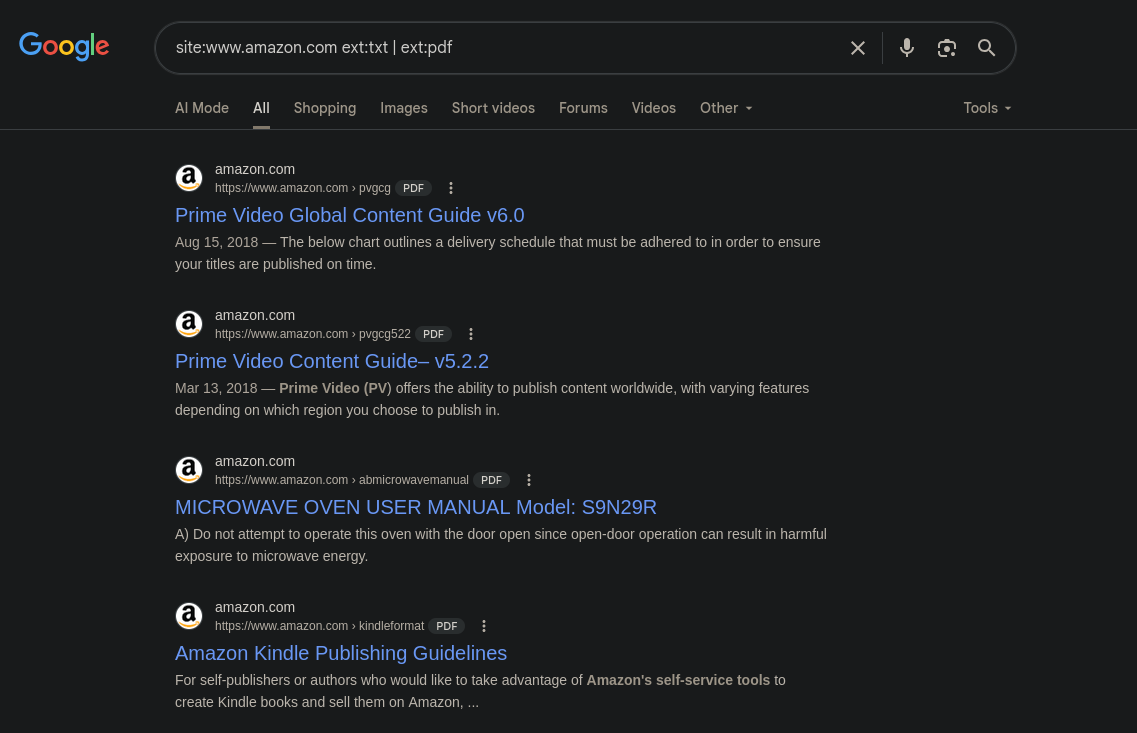 Google
site:www.amazon.com ext:txt | ext:pdf
AI Mode All Shopping Images Short videos Forums Videos Other Tools
amazon.com
https://www.amazon.com › pvgcg PDF
Prime Video Global Content Guide v6.0
Aug 15, 2018 — The below chart outlines a delivery schedule that must be adhered to in order to ensure
your titles are published on time.
amazon.com
https://www.amazon.com › pvgcg522 PDF
Prime Video Content Guide– v5.2.2
Mar 13, 2018 — Prime Video (PV) offers the ability to publish content worldwide, with varying features
depending on which region you choose to publish in.
amazon.com
https://www.amazon.com › abmicrowavemanual PDF
MICROWAVE OVEN USER MANUAL Model: S9N29R
A) Do not attempt to operate this oven with the door open since open-door operation can result in harmful
exposure to microwave energy.
amazon.com
https://www.amazon.com › kindleformat PDF
Amazon Kindle Publishing Guidelines
For self-publishers or authors who would like to take advantage of Amazon's self-service tools to
create Kindle books and sell them on Amazon, ...